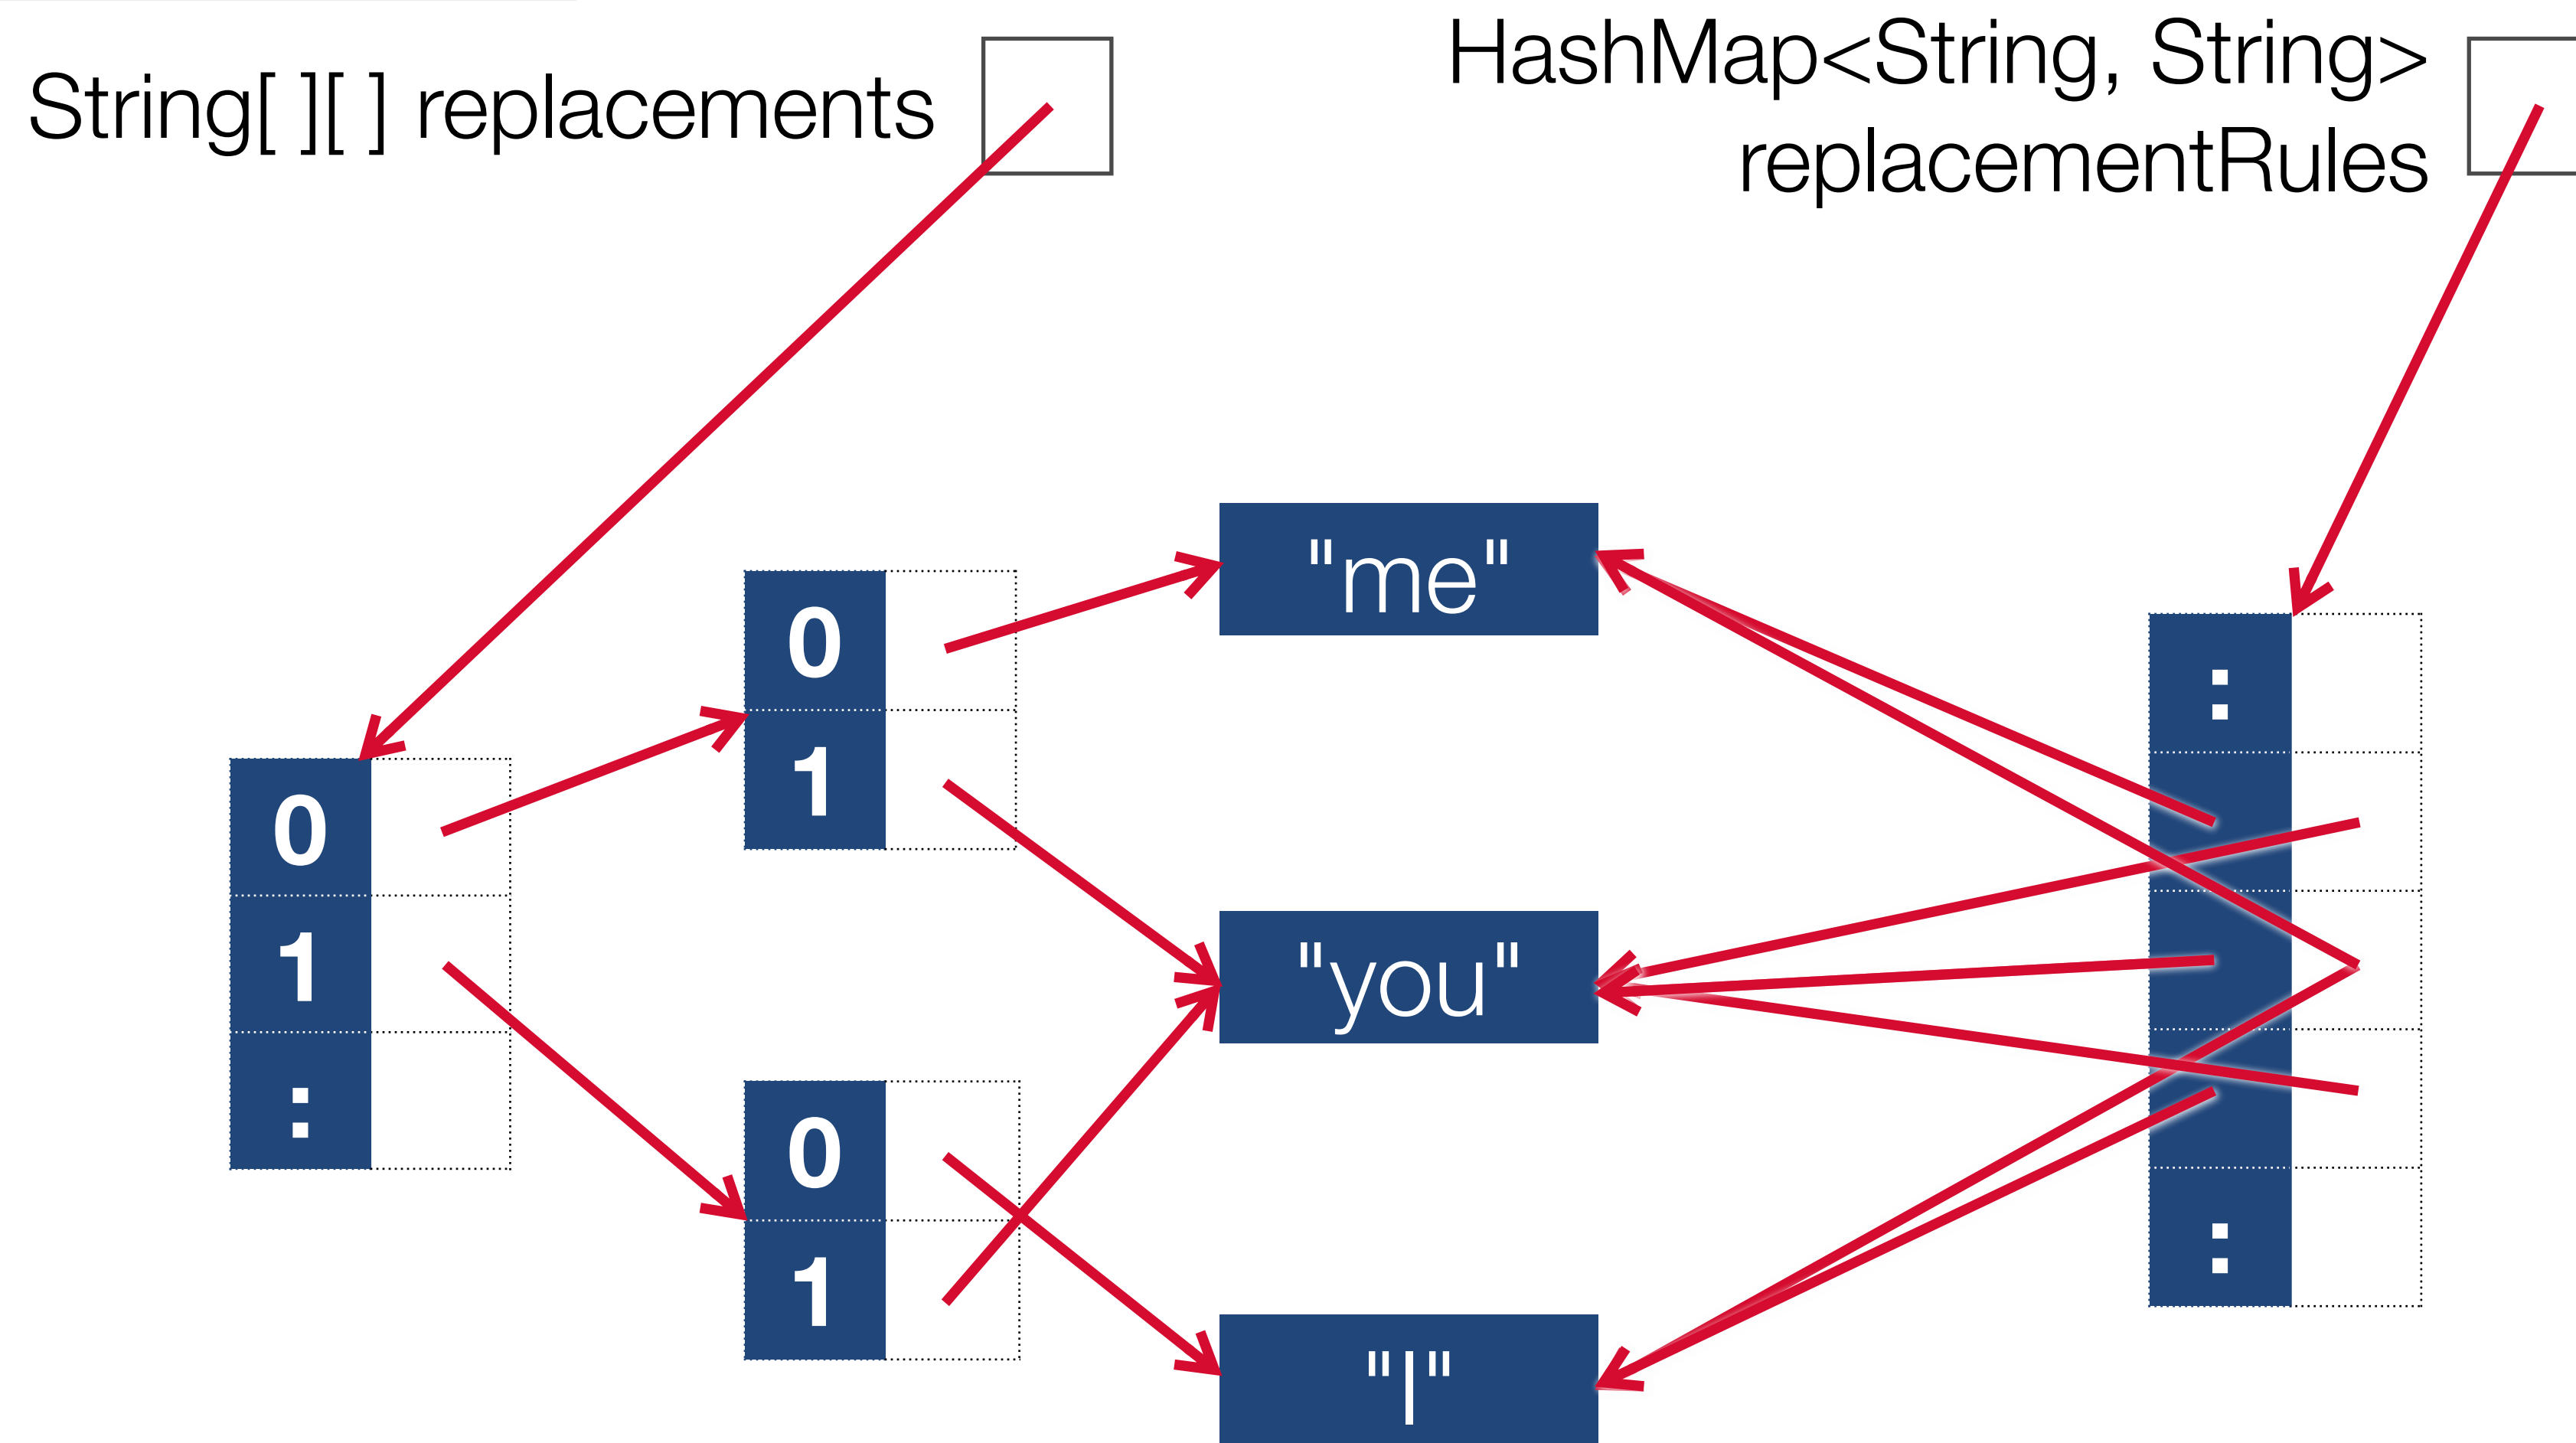 String[ ][ ] replacements
HashMap<String, String>
replacementRules
0
1
:
0
1
0
1
"me"
"you"
"I"
:
: